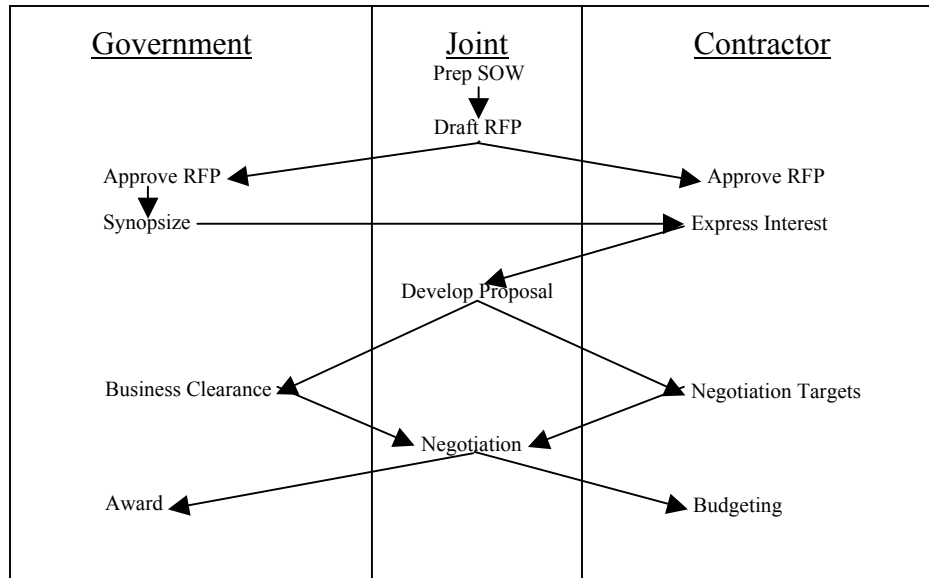 Government
Joint
Contractor
Prep SOW
Draft RFP
Approve RFP
Approve RFP
Synopsize
Express Interest
Develop Proposal
Business Clearance
Negotiation Targets
Negotiation
Award
Budgeting